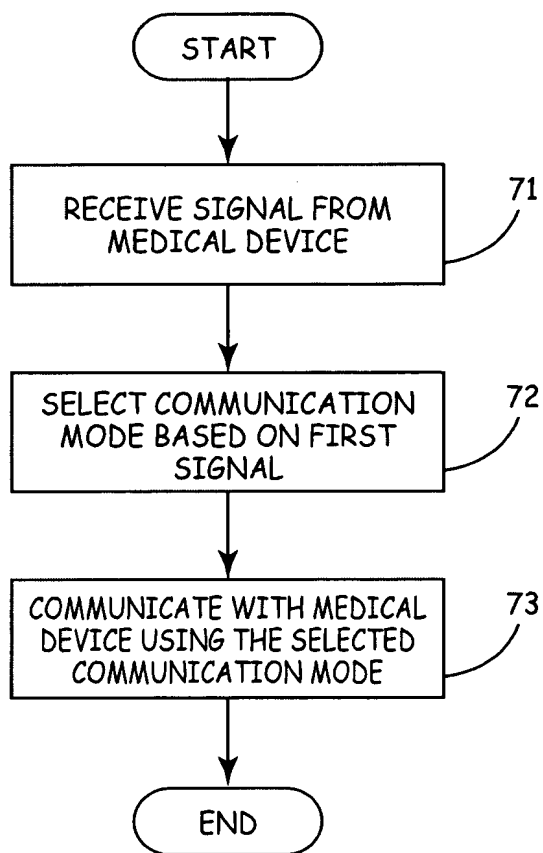 START
RECEIVE SIGNAL FROM
MEDICAL DEVICE
71
SELECT COMMUNICATION
MODE BASED ON FIRST
SIGNAL
72
COMMUNICATE WITH MEDICAL
DEVICE USING THE SELECTED
COMMUNICATION MODE
73
END